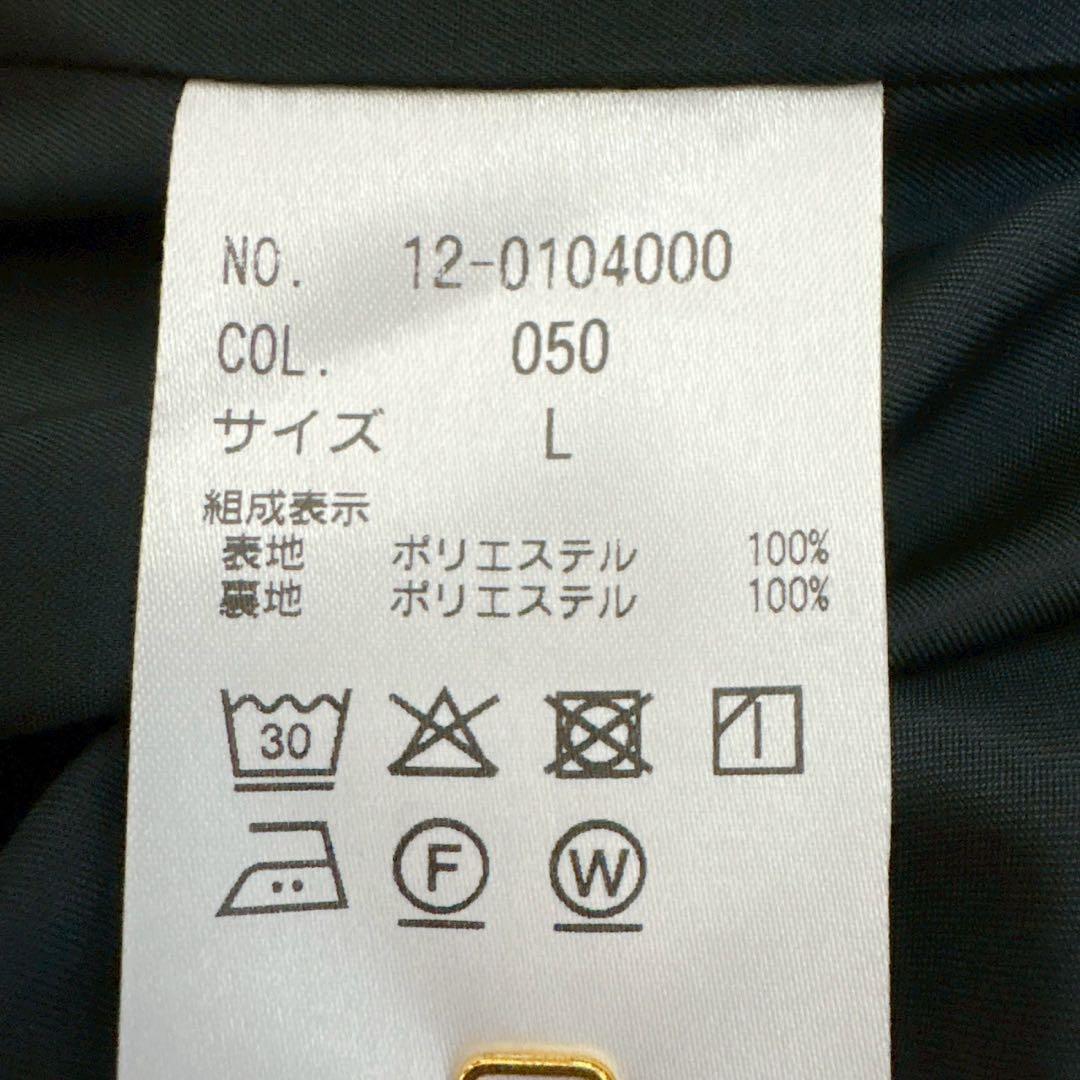 NO. 12-0104000
COL. 050
サイズ L
組成表示
表地 ポリエステル 100%
裏地 ポリエステル 100%
30
F W